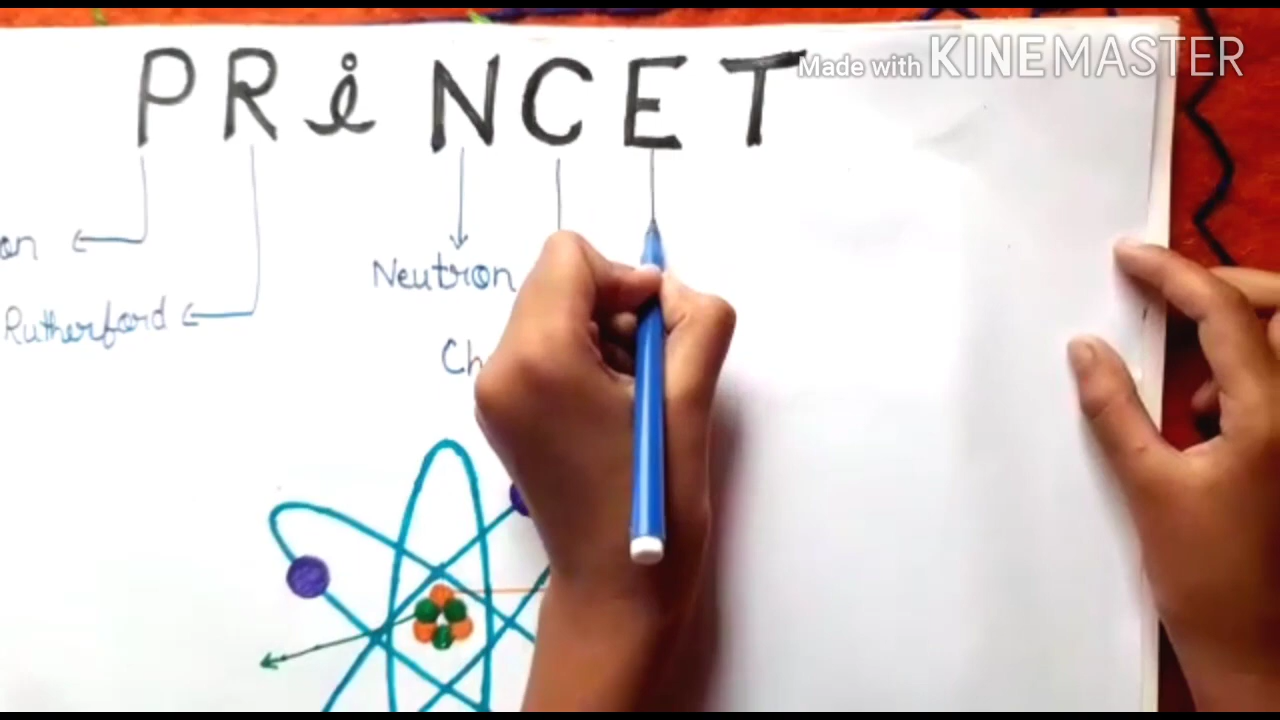 PRiNCET
Made with KINEMASTER
on
Neutron
Rutherford
Ch